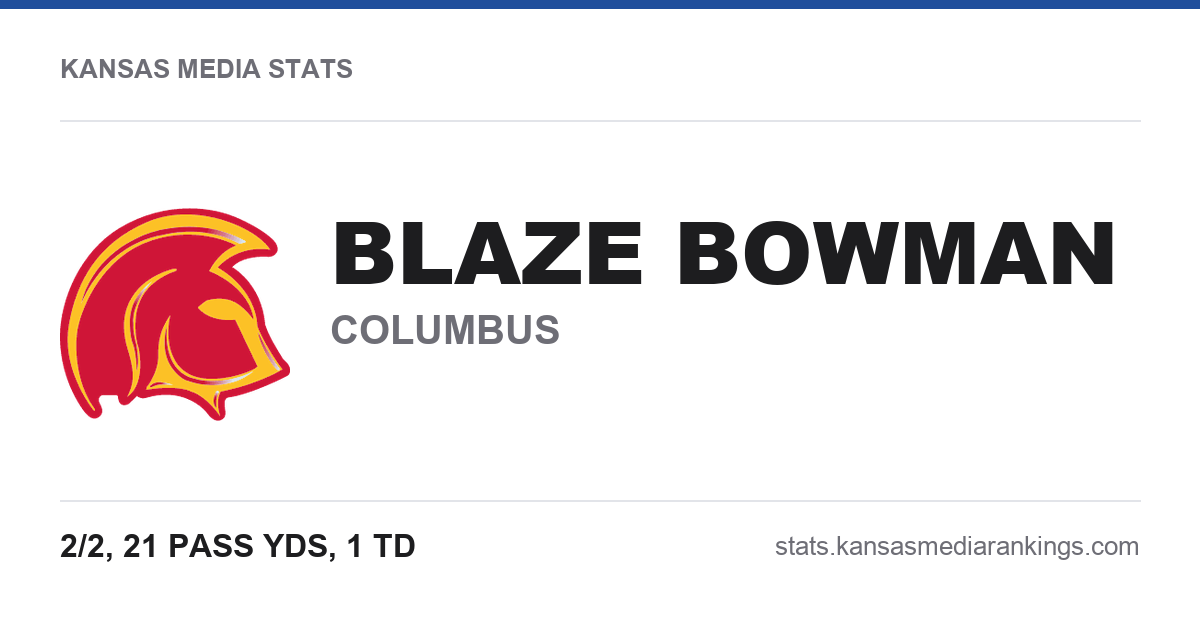 KANSAS MEDIA STATS
BLAZE BOWMAN
COLUMBUS
2/2, 21 PASS YDS, 1 TD
stats.kansasmediarankings.com